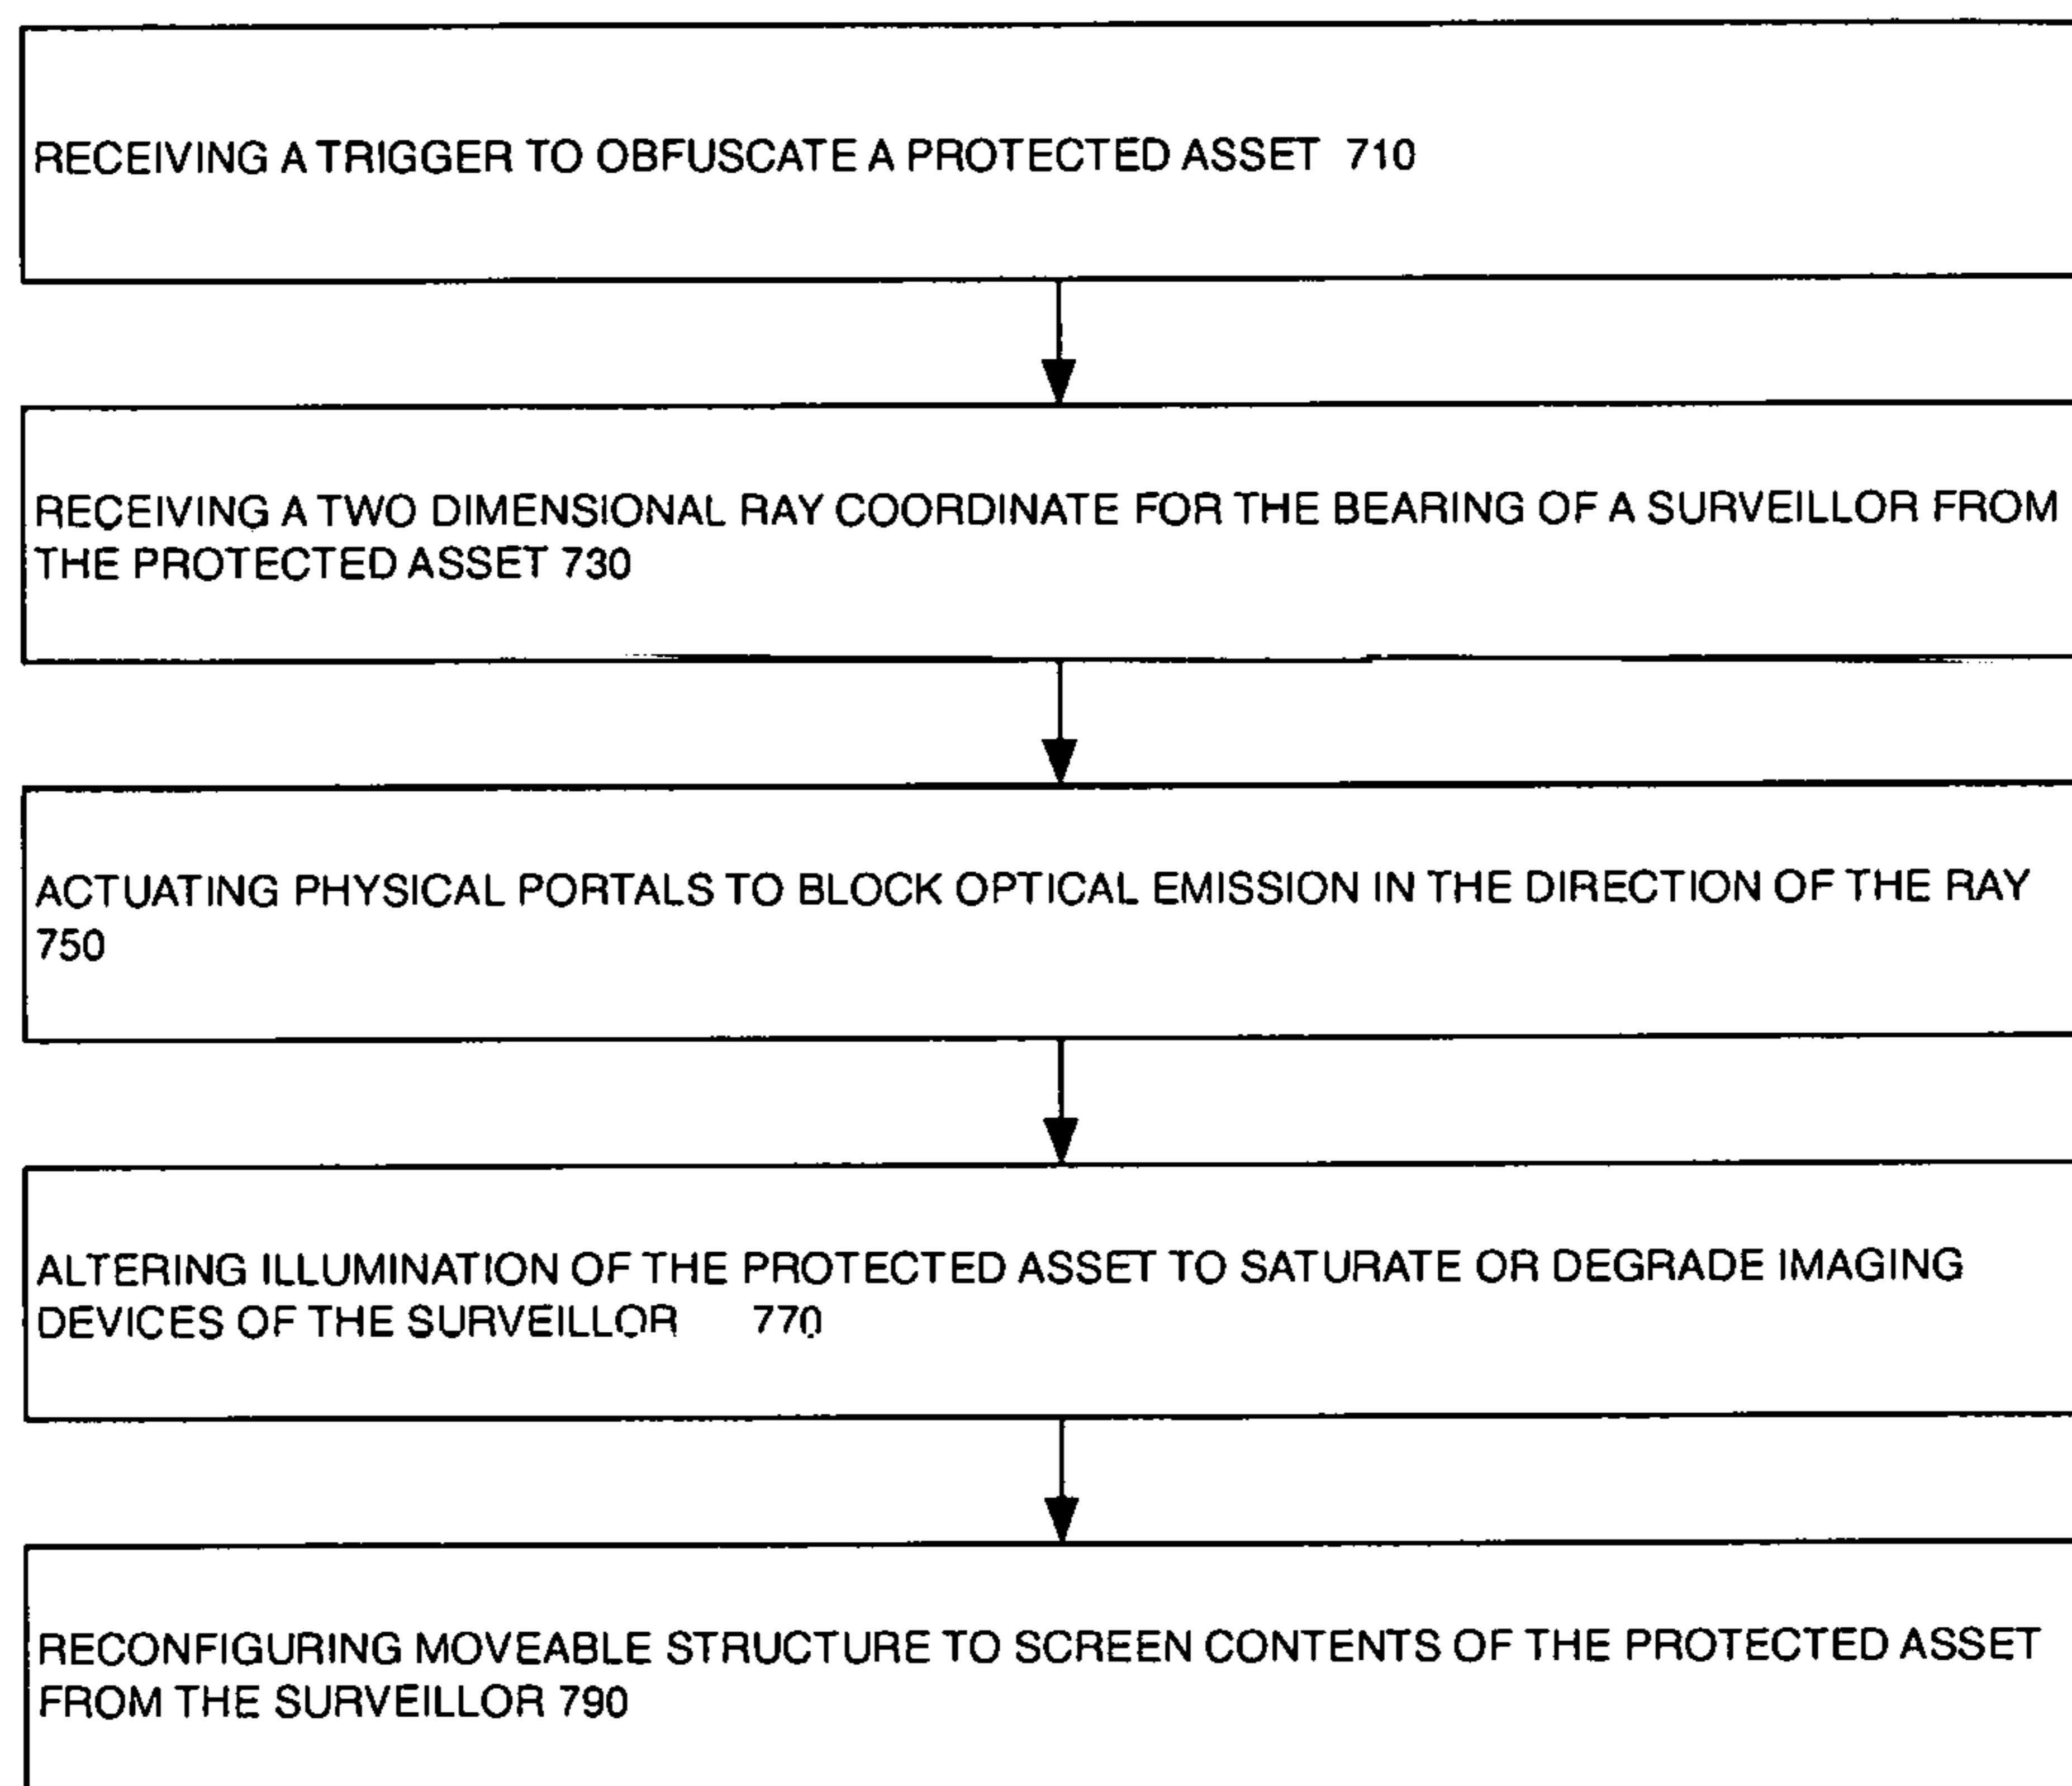 RECEIVING A TRIGGER TO OBFUSCATE A PROTECTED ASSET 710
RECEIVING A TWO DIMENSIONAL RAY COORDINATE FOR THE BEARING OF A SURVEILLOR FROM
THE PROTECTED ASSET 730
ACTUATING PHYSICAL PORTALS TO BLOCK OPTICAL EMISSION IN THE DIRECTION OF THE RAY
750
ALTERING ILLUMINATION OF THE PROTECTED ASSET TO SATURATE OR DEGRADE IMAGING
DEVICES OF THE SURVEILLOR 770
RECONFIGURING MOVEABLE STRUCTURE TO SCREEN CONTENTS OF THE PROTECTED ASSET
FROM THE SURVEILLOR 790